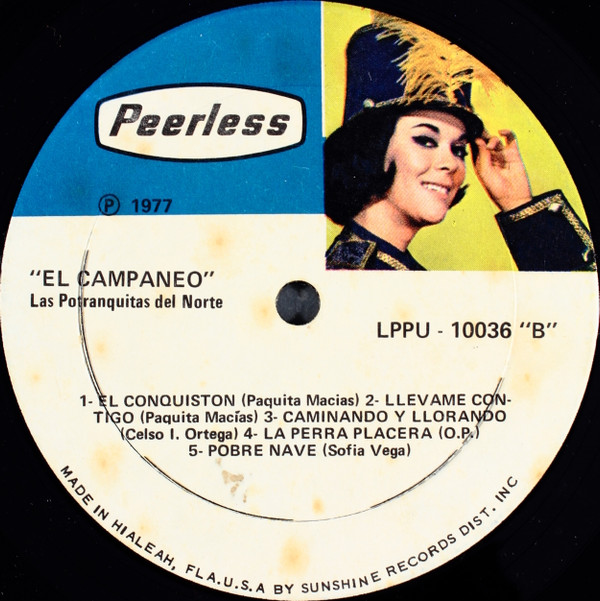 Peerless
Ⓟ 1977
"EL CAMPANEO"
Las Potranquitas del Norte
LPPU - 10036 "B"
1- EL CONQUISTON (Paquita Macias) 2- LLEVAME CON-
TIGO (Paquita Macías) 3- CAMINANDO Y LLORANDO
(Celso I. Ortega) 4- LA PERRA PLACERA (O.P.)
5- POBRE NAVE (Sofia Vega)
MADE IN HIALEAH, FLA.U.S.A BY SUNSHINE RECORDS DIST. INC